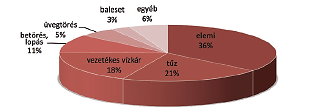 baleset
3%
egyéb
6%
üvegtörés
5%
betörés,
lopás
11%
elemi
36%
vezetékes vízkár
18%
tűz
21%